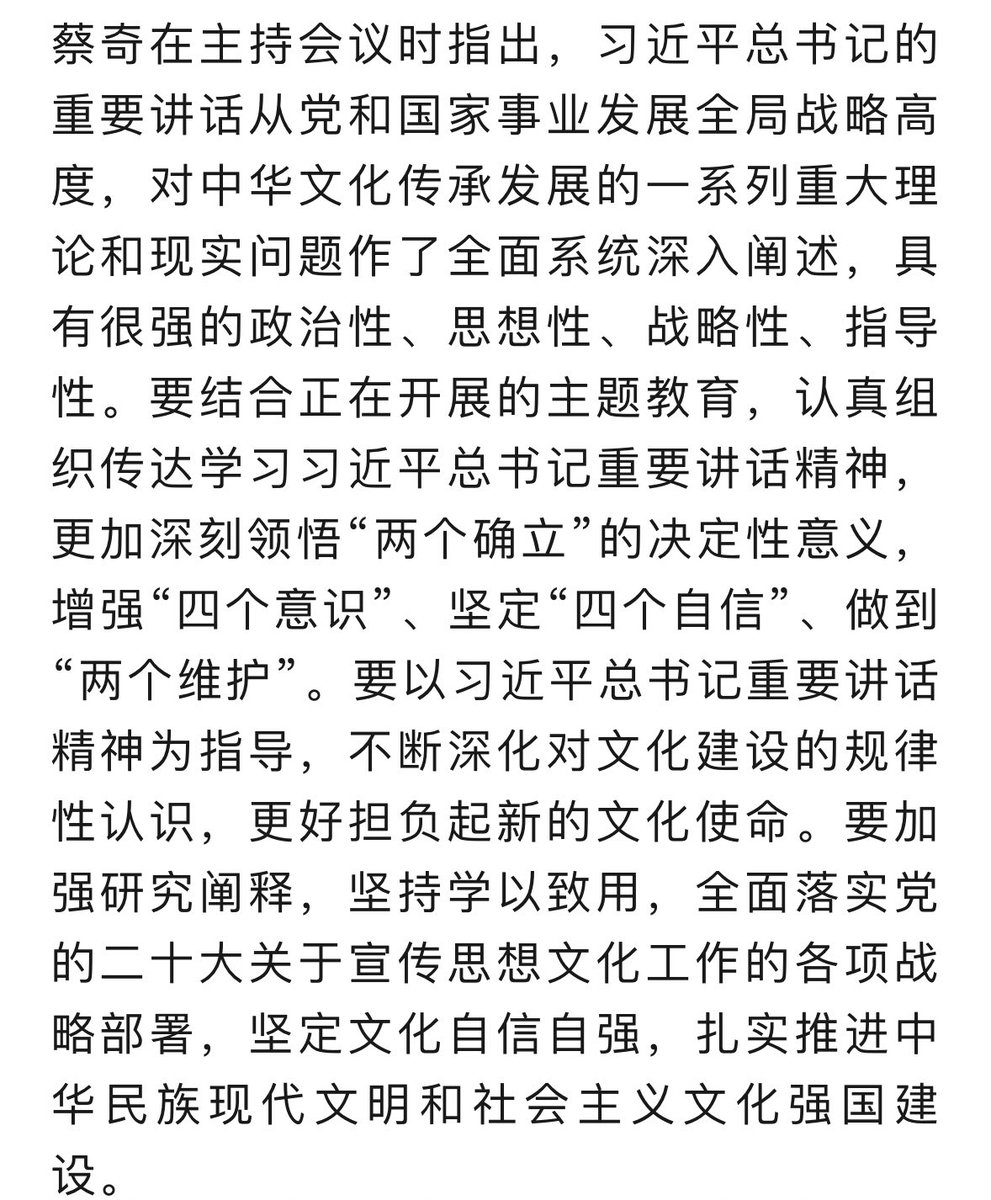 蔡奇在主持会议时指出，习近平总书记的
重要讲话从党和国家事业发展全局战略高
度，对中华文化传承发展的一系列重大理
论和现实问题作了全面系统深入阐述，具
有很强的政治性、思想性、战略性、指导
性。要结合正在开展的主题教育，认真组
织传达学习习近平总书记重要讲话精神，
更加深刻领悟“两个确立”的决定性意义，
增强“四个意识”、坚定“四个自信”、做到
“两个维护”。要以习近平总书记重要讲话
精神为指导，不断深化对文化建设的规律
性认识，更好担负起新的文化使命。要加
强研究阐释，坚持学以致用，全面落实党
的二十大关于宣传思想文化工作的各项战
略部署，坚定文化自信自强，扎实推进中
华民族现代文明和社会主义文化强国建
设。